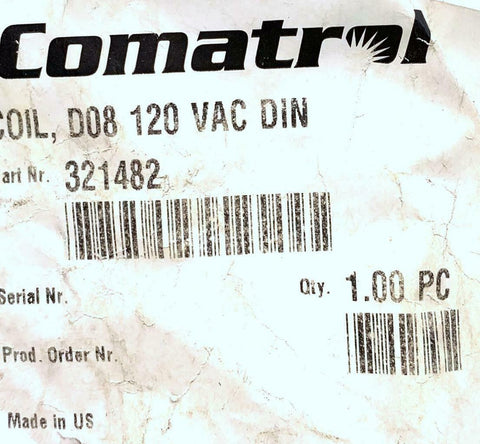 Comatrol
COIL, D08 120 VAC DIN
Part Nr. 321482
Serial Nr.
Qty. 1.00 PC
Prod. Order Nr.
Made in US